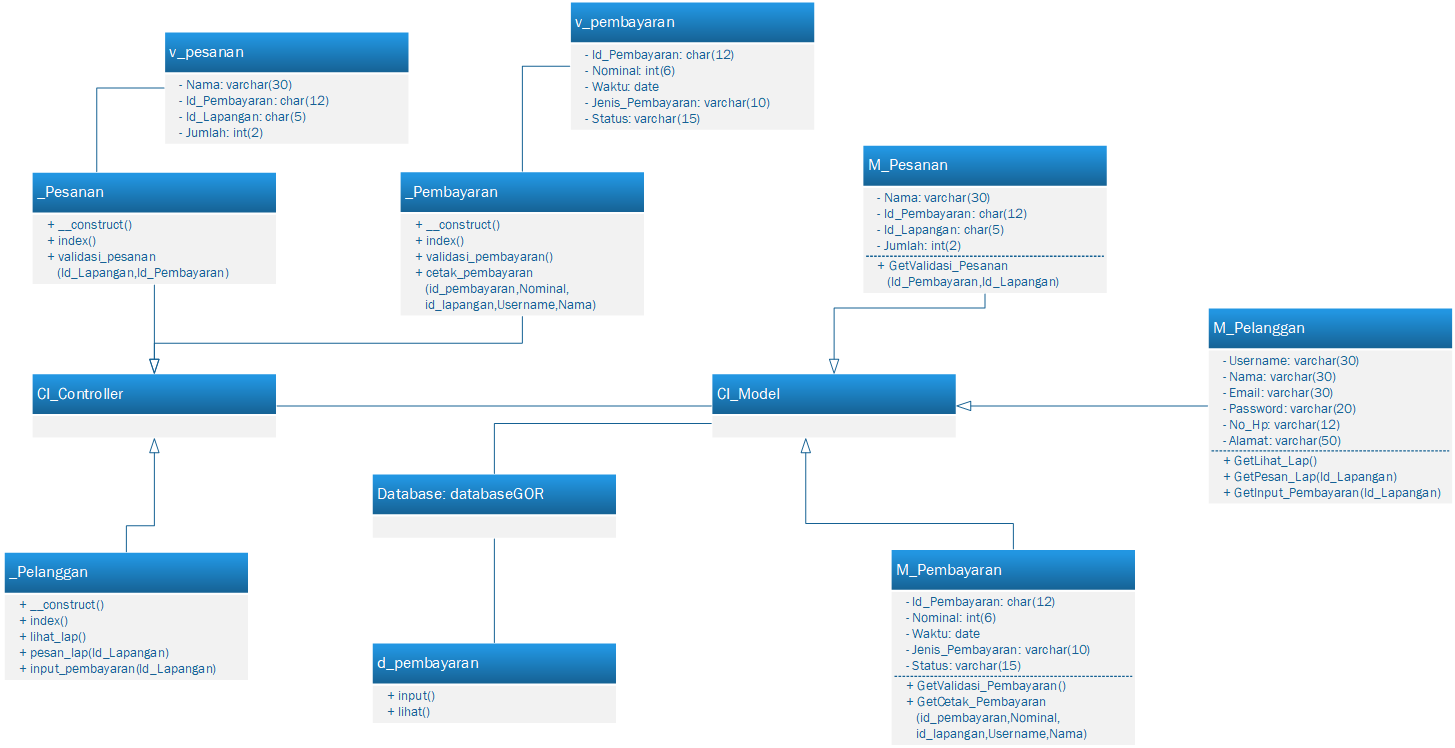 v_pesanan
- Nama: varchar(30)
- Id_Pembayaran: char(12)
- Id_Lapangan: char(5)
- Jumlah: int(2)
v_pembayaran
- Id_Pembayaran: char(12)
- Nominal: int(6)
- Waktu: date
- Jenis_Pembayaran: varchar(10)
- Status: varchar(15)
_Pesanan
+ __construct()
+ index()
+ validasi_pesanan
(Id_Lapangan,Id_Pembayaran)
_Pembayaran
+ __construct()
+ index()
+ validasi_pembayaran()
+ cetak_pembayaran
(id_pembayaran,Nominal,
id_lapangan,Username,Nama)
M_Pesanan
- Nama: varchar(30)
- Id_Pembayaran: char(12)
- Id_Lapangan: char(5)
- Jumlah: int(2)
+ GetValidasi_Pesanan
(Id_Pembayaran,Id_Lapangan)
M_Pelanggan
- Username: varchar(30)
- Nama: varchar(30)
- Email: varchar(30)
- Password: varchar(20)
- No_Hp: varchar(12)
- Alamat: varchar(50)
+ GetLihat_Lap()
+ GetPesan_Lap(Id_Lapangan)
+ GetInput_Pembayaran(Id_Lapangan)
CI_Controller
CI_Model
Database: databaseGOR
_Pelanggan
+ __construct()
+ index()
+ lihat_lap()
+ pesan_lap(Id_Lapangan)
+ input_pembayaran(Id_Lapangan)
d_pembayaran
+ input()
+ lihat()
M_Pembayaran
- Id_Pembayaran: char(12)
- Nominal: int(6)
- Waktu: date
- Jenis_Pembayaran: varchar(10)
- Status: varchar(15)
+ GetValidasi_Pembayaran()
+ GetCetak_Pembayaran
(id_pembayaran,Nominal,
id_lapangan,Username,Nama)